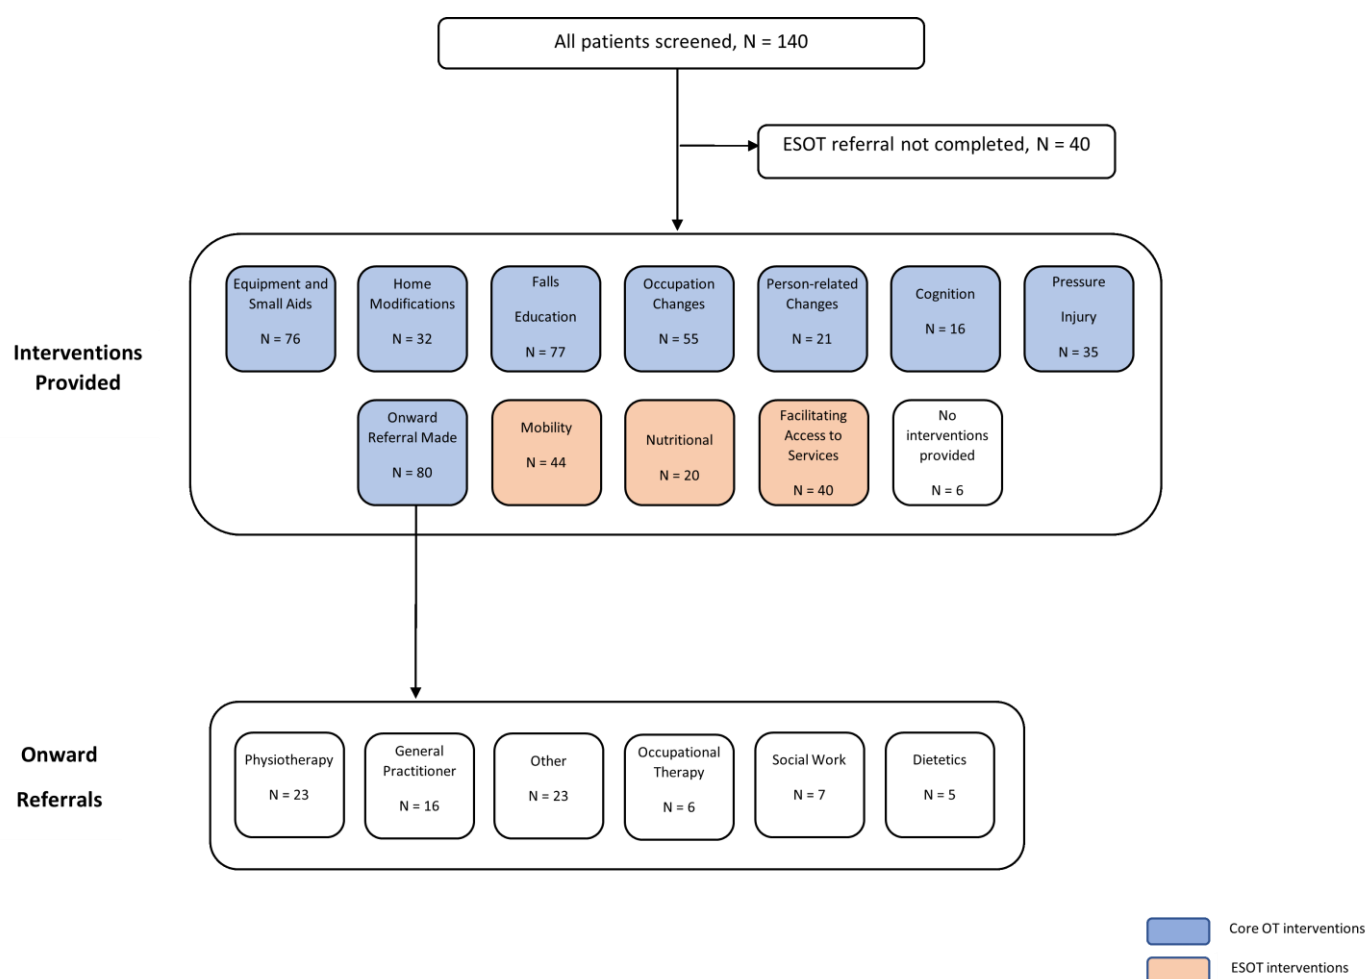 All patients screened, N = 140
ESOT referral not completed, N = 40
Interventions
Provided
Equipment and
Small Aids
N = 76
Home
Modifications
N = 32
Falls
Education
N = 77
Occupation
Changes
N = 55
Person-related
Changes
N = 21
Cognition
N = 16
Pressure
Injury
N = 35
Onward
Referral Made
N = 80
Mobility
N = 44
Nutritional
N = 20
Facilitating
Access to
Services
N = 40
No
interventions
provided
N = 6
Onward
Referrals
Physiotherapy
N = 23
General
Practitioner
N = 16
Other
N = 23
Occupational
Therapy
N = 6
Social Work
N = 7
Dietetics
N = 5
Core OT interventions
ESOT interventions